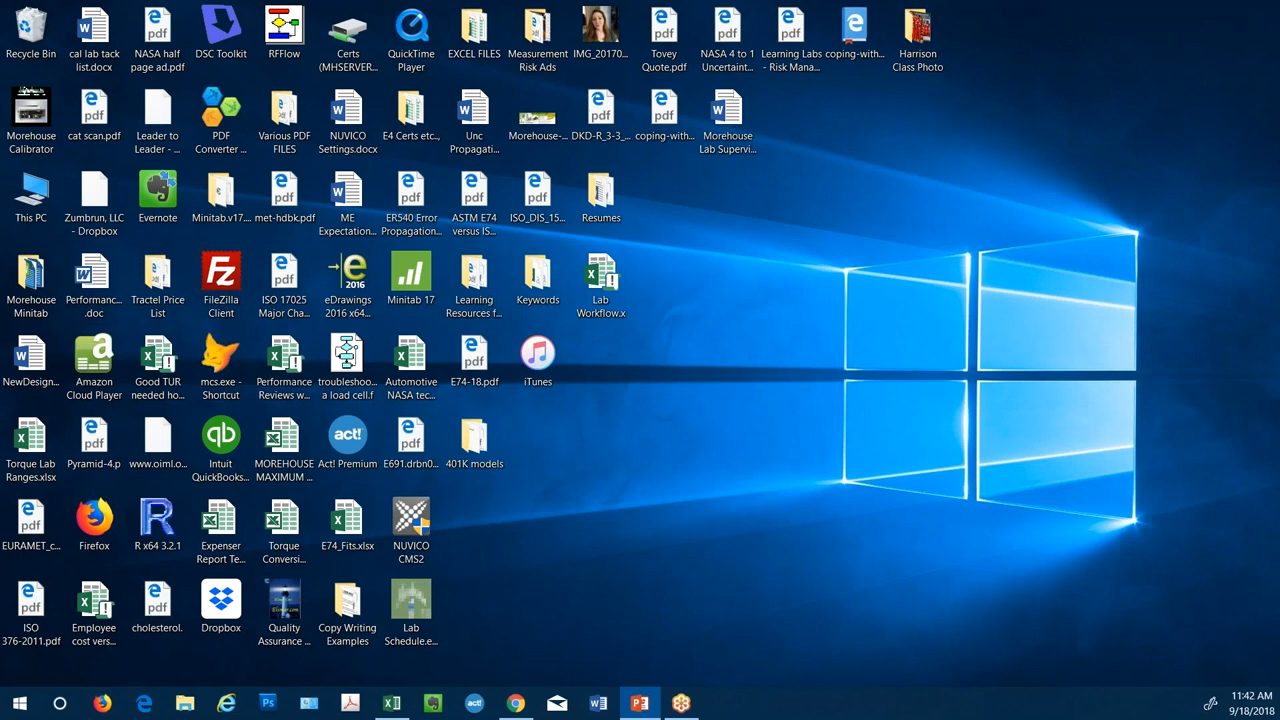 Recycle Bin
cal lab tack
list.docx
NASA half
page ad.pdf
DSC Toolkit
RFFlow
Certs
(MHSERVER...
QuickTime
Player
EXCEL FILES
Measurement
Risk Ads
IMG_20170...
Tovey
Quote.pdf
NASA 4 to 1
Uncertaint...
Learning Labs
- Risk Mana...
coping-with...
Harrison
Class Photo
Morehouse
Calibrator
cat scan.pdf
Leader to
Leader - ...
PDF
Converter ...
Various PDF
FILES
NUVICO
Settings.docx
E4 Certs etc...
Unc
Propagati...
Morehouse-...
DKD-R_3-3_...
coping-with...
Morehouse
Lab Supervi...
This PC
Zumbrun, LLC
- Dropbox
Evernote
Minitab.v17....
met-hdbk.pdf
ME
Expectation...
ER540 Error
Propagation...
ASTM E74
versus IS...
ISO_DIS_15...
Resumes
Morehouse
Minitab
Performanc...
.doc
Tractel Price
List
FileZilla
Client
ISO 17025
Major Cha...
eDrawings
2016 x64...
Minitab 17
Learning
Resources f...
Keywords
Lab
Workflow.x
NewDesign...
Amazon
Cloud Player
Good TUR
needed ho...
mcs.exe -
Shortcut
Performance
Reviews w...
troubleshoo...
a load cell.f
Automotive
NASA tec...
E74-18.pdf
iTunes
Torque Lab
Ranges.xlsx
Pyramid-4.p
www.oiml.o...
Intuit
QuickBooks...
MOREHOUSE
MAXIMUM ...
Act! Premium
E691.drbn0...
401K models
EURAMET_c...
Firefox
R x64 3.2.1
Expenser
Report Te...
Torque
Conversi...
E74_Fits.xlsx
NUVICO
CMS2
ISO
376-2011.pdf
Employee
cost vers...
cholesterol.
Dropbox
Quality
Assurance ...
Copy Writing
Examples
Lab
Schedule.e...
11:42 AM
9/18/2018